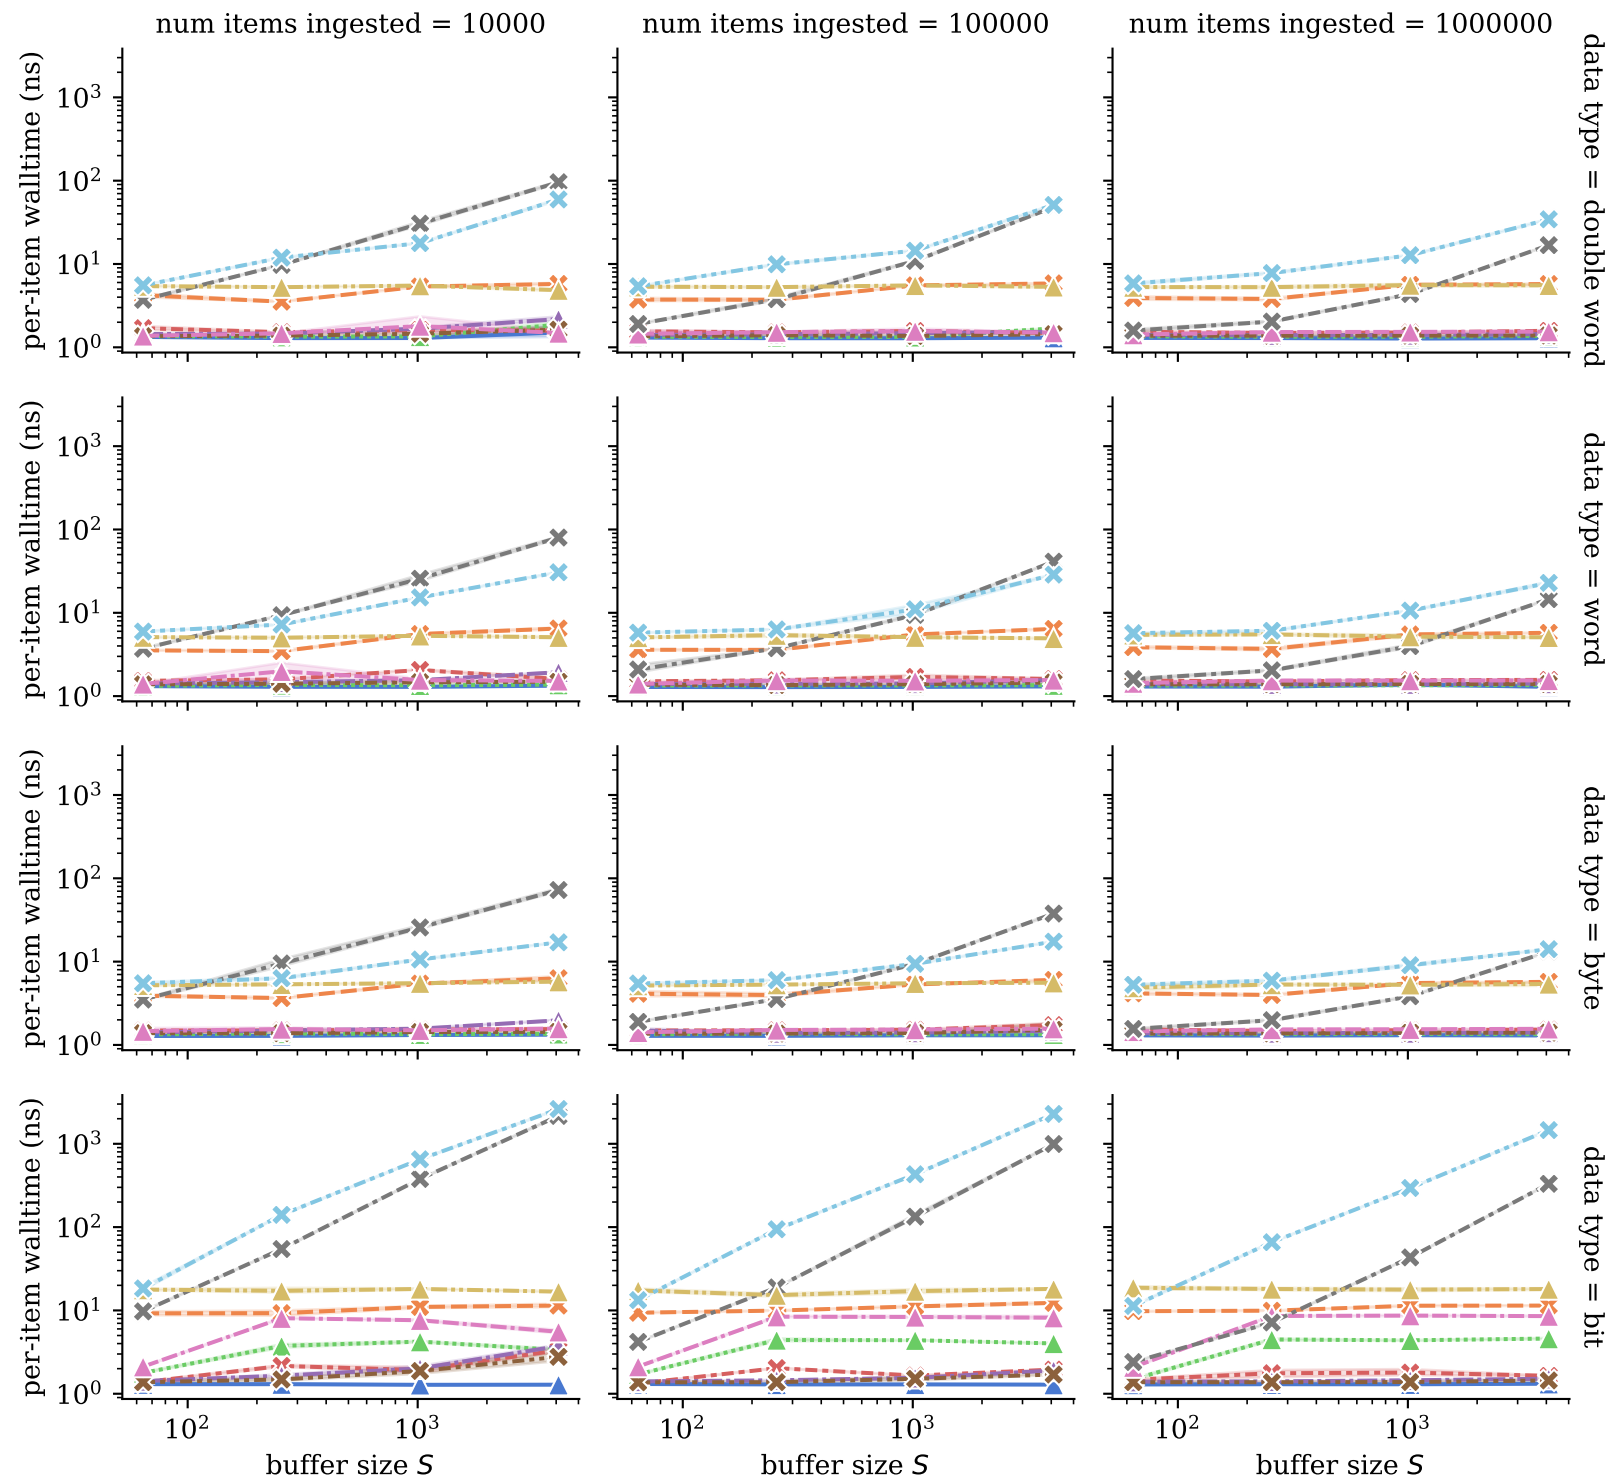 num items ingested = 10000
num items ingested = 100000
num items ingested = 1000000
per-item walltime (ns)
10³
10²
10¹
10⁰
data type = double word
per-item walltime (ns)
10³
10²
10¹
10⁰
data type = word
per-item walltime (ns)
10³
10²
10¹
10⁰
data type = byte
per-item walltime (ns)
10³
10²
10¹
10⁰
data type = bit
10² 10³ 10² 10³ 10² 10³
buffer size S
buffer size S
buffer size S